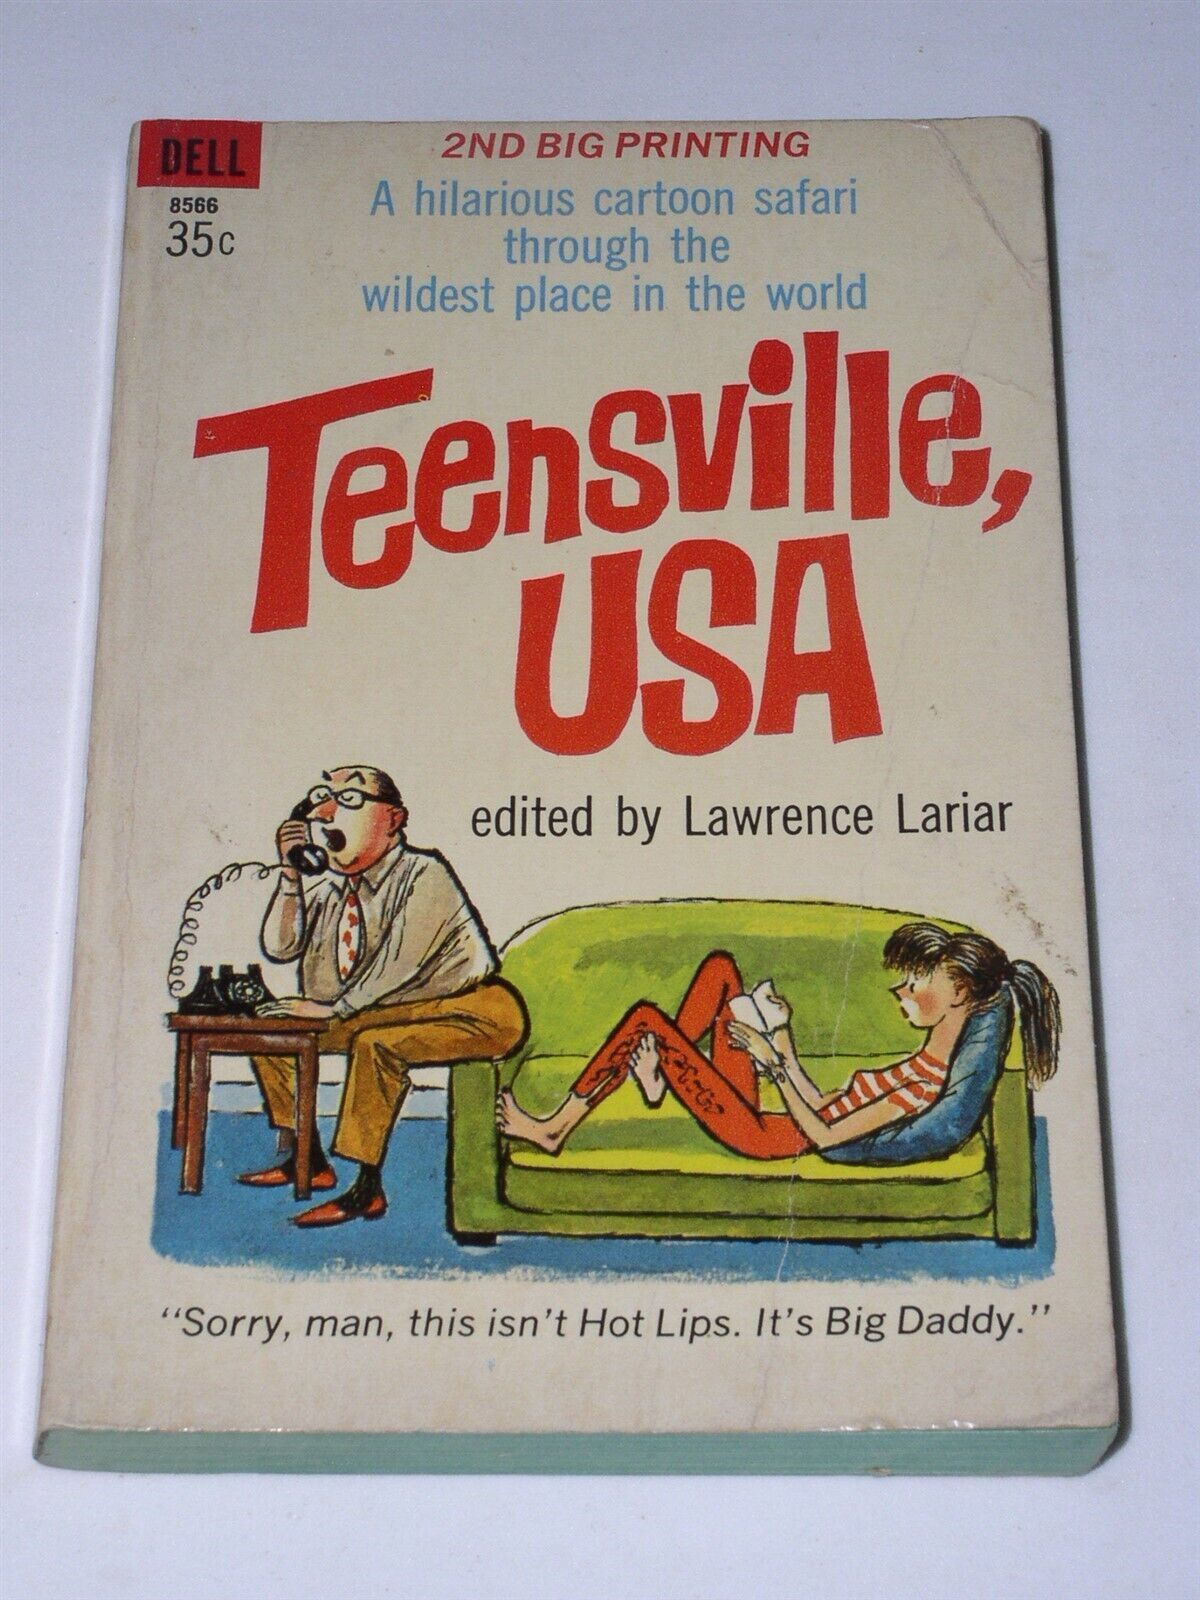 DELL
8566
35c
2ND BIG PRINTING
A hilarious cartoon safari
through the
wildest place in the world
Teensville,
USA
edited by Lawrence Lariar
"Sorry, man, this isn't Hot Lips. It's Big Daddy."